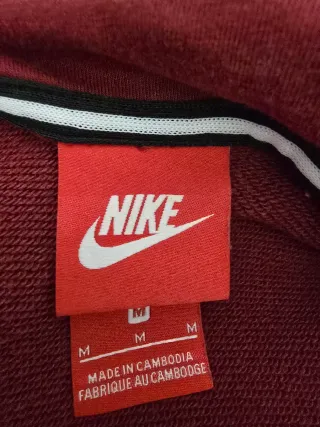 NIKE
M
M M M
MADE IN CAMBODIA
FABRIQUE AU CAMBODGE